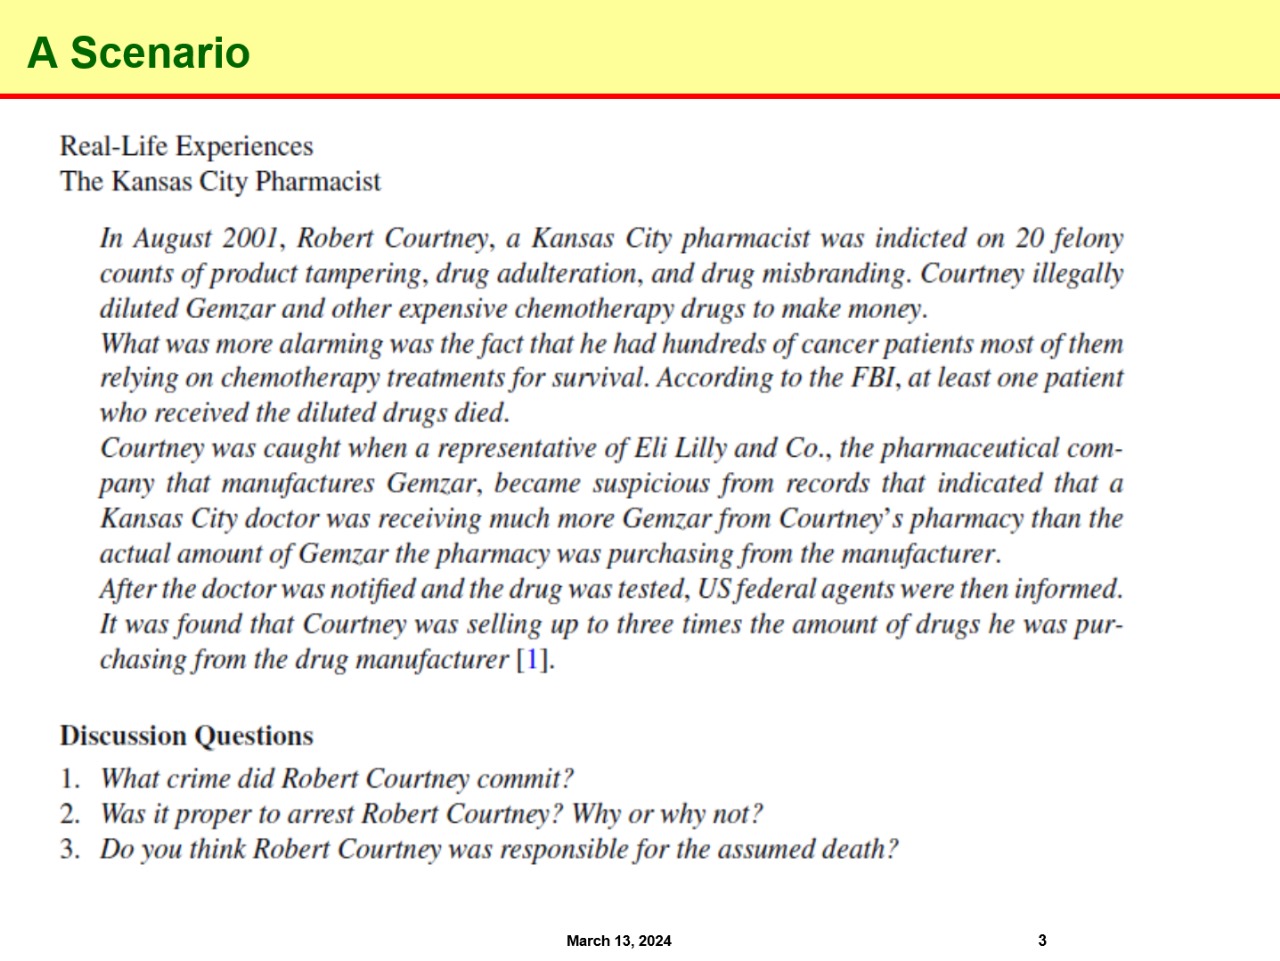 A Scenario
Real-Life Experiences
The Kansas City Pharmacist
In August 2001, Robert Courtney, a Kansas City pharmacist was indicted on 20 felony
counts of product tampering, drug adulteration, and drug misbranding. Courtney illegally
diluted Gemzar and other expensive chemotherapy drugs to make money.
What was more alarming was the fact that he had hundreds of cancer patients most of them
relying on chemotherapy treatments for survival. According to the FBI, at least one patient
who received the diluted drugs died.
Courtney was caught when a representative of Eli Lilly and Co., the pharmaceutical com-
pany that manufactures Gemzar, became suspicious from records that indicated that a
Kansas City doctor was receiving much more Gemzar from Courtney's pharmacy than the
actual amount of Gemzar the pharmacy was purchasing from the manufacturer.
After the doctor was notified and the drug was tested, US federal agents were then informed.
It was found that Courtney was selling up to three times the amount of drugs he was pur-
chasing from the drug manufacturer [1].
Discussion Questions
1. What crime did Robert Courtney commit?
2. Was it proper to arrest Robert Courtney? Why or why not?
3. Do you think Robert Courtney was responsible for the assumed death?
March 13, 2024
3